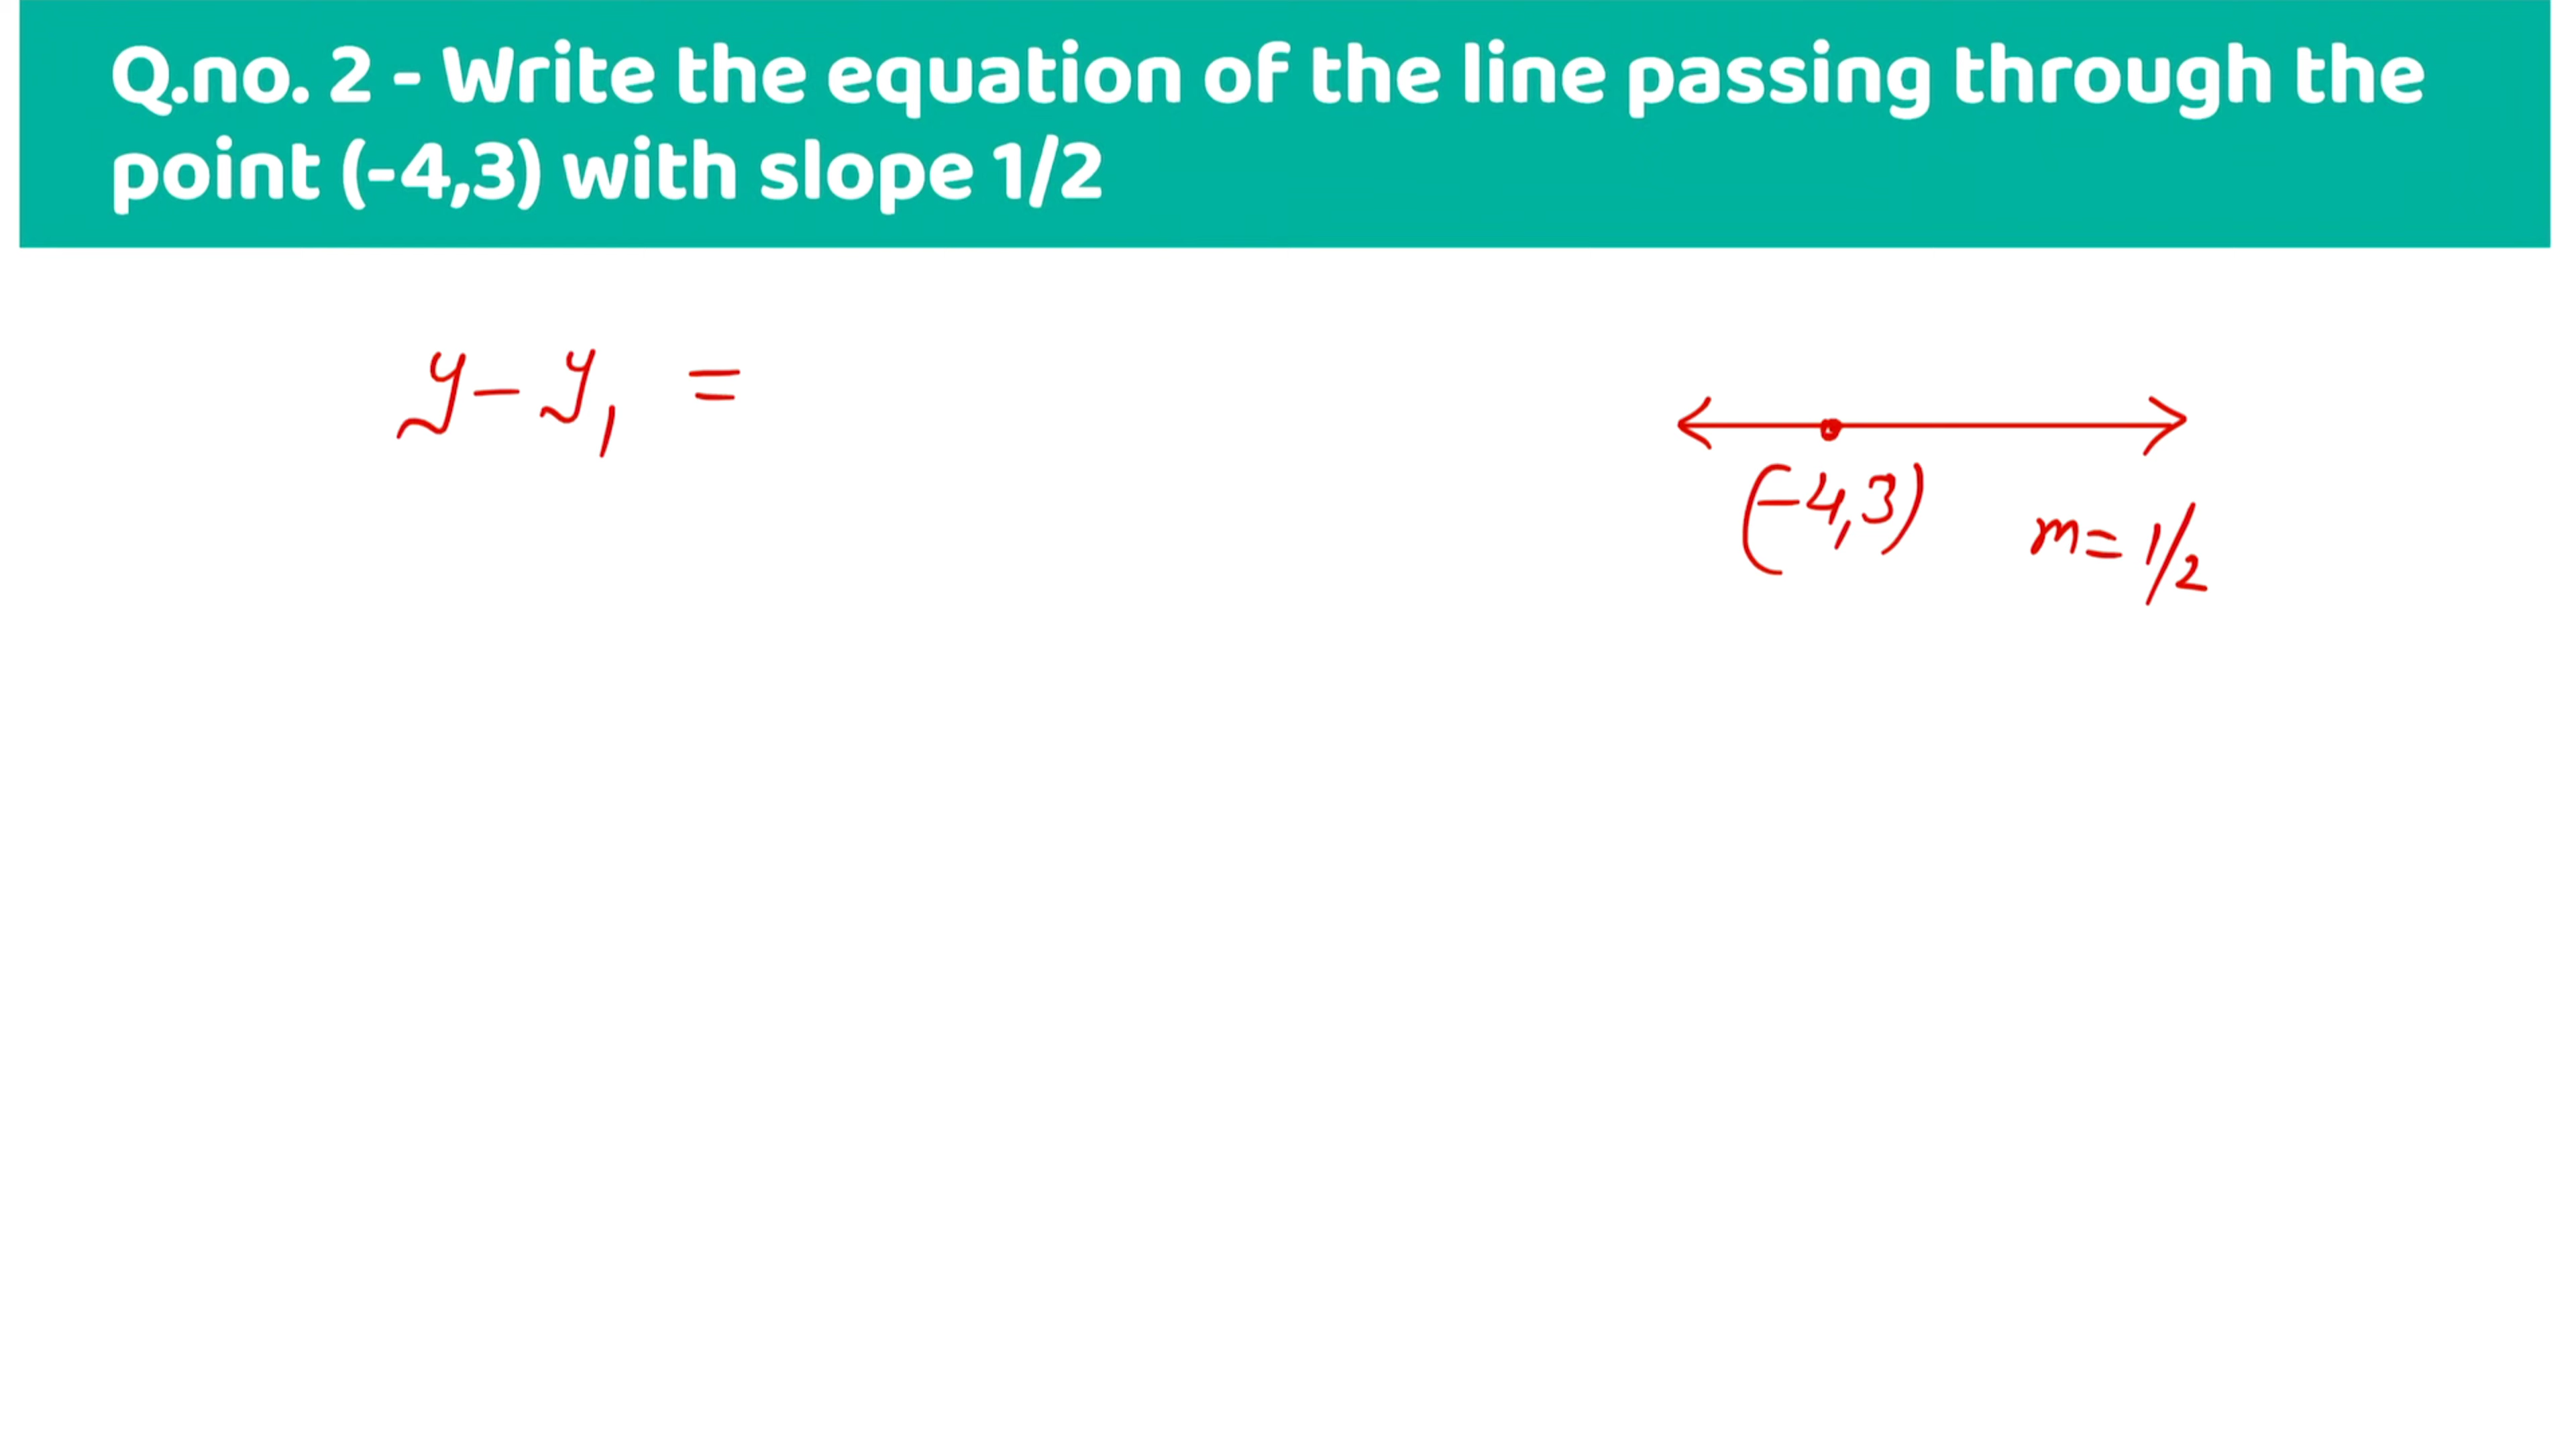 Q.no. 2 - Write the equation of the line passing through the
point (-4,3) with slope 1/2
y - y₁ =
(-4,3)
m = 1/2